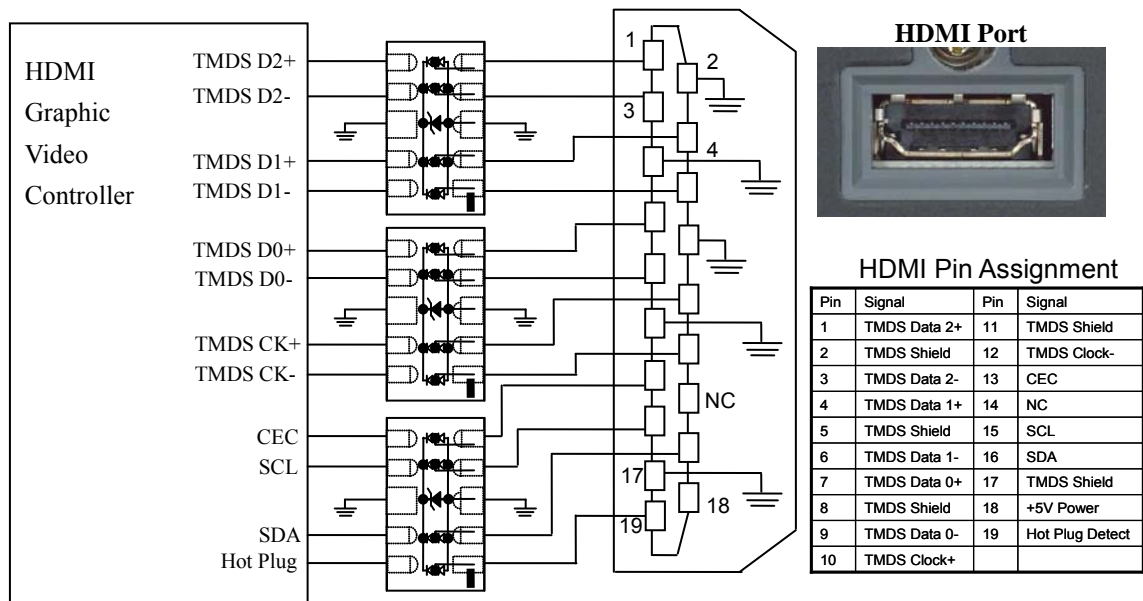 HDMI
Graphic
Video
Controller
TMDS D2+
TMDS D2-
TMDS D1+
TMDS D1-
TMDS D0+
TMDS D0-
TMDS CK+
TMDS CK-
CEC
SCL
SDA
Hot Plug
1
2
3
4
NC
17
18
19
HDMI Port
HDMI Pin Assignment
Pin Signal Pin Signal
1 TMDS Data 2+ 11 TMDS Shield
2 TMDS Shield 12 TMDS Clock-
3 TMDS Data 2- 13 CEC
4 TMDS Data 1+ 14 NC
5 TMDS Shield 15 SCL
6 TMDS Data 1- 16 SDA
7 TMDS Data 0+ 17 TMDS Shield
8 TMDS Shield 18 +5V Power
9 TMDS Data 0- 19 Hot Plug Detect
10 TMDS Clock+